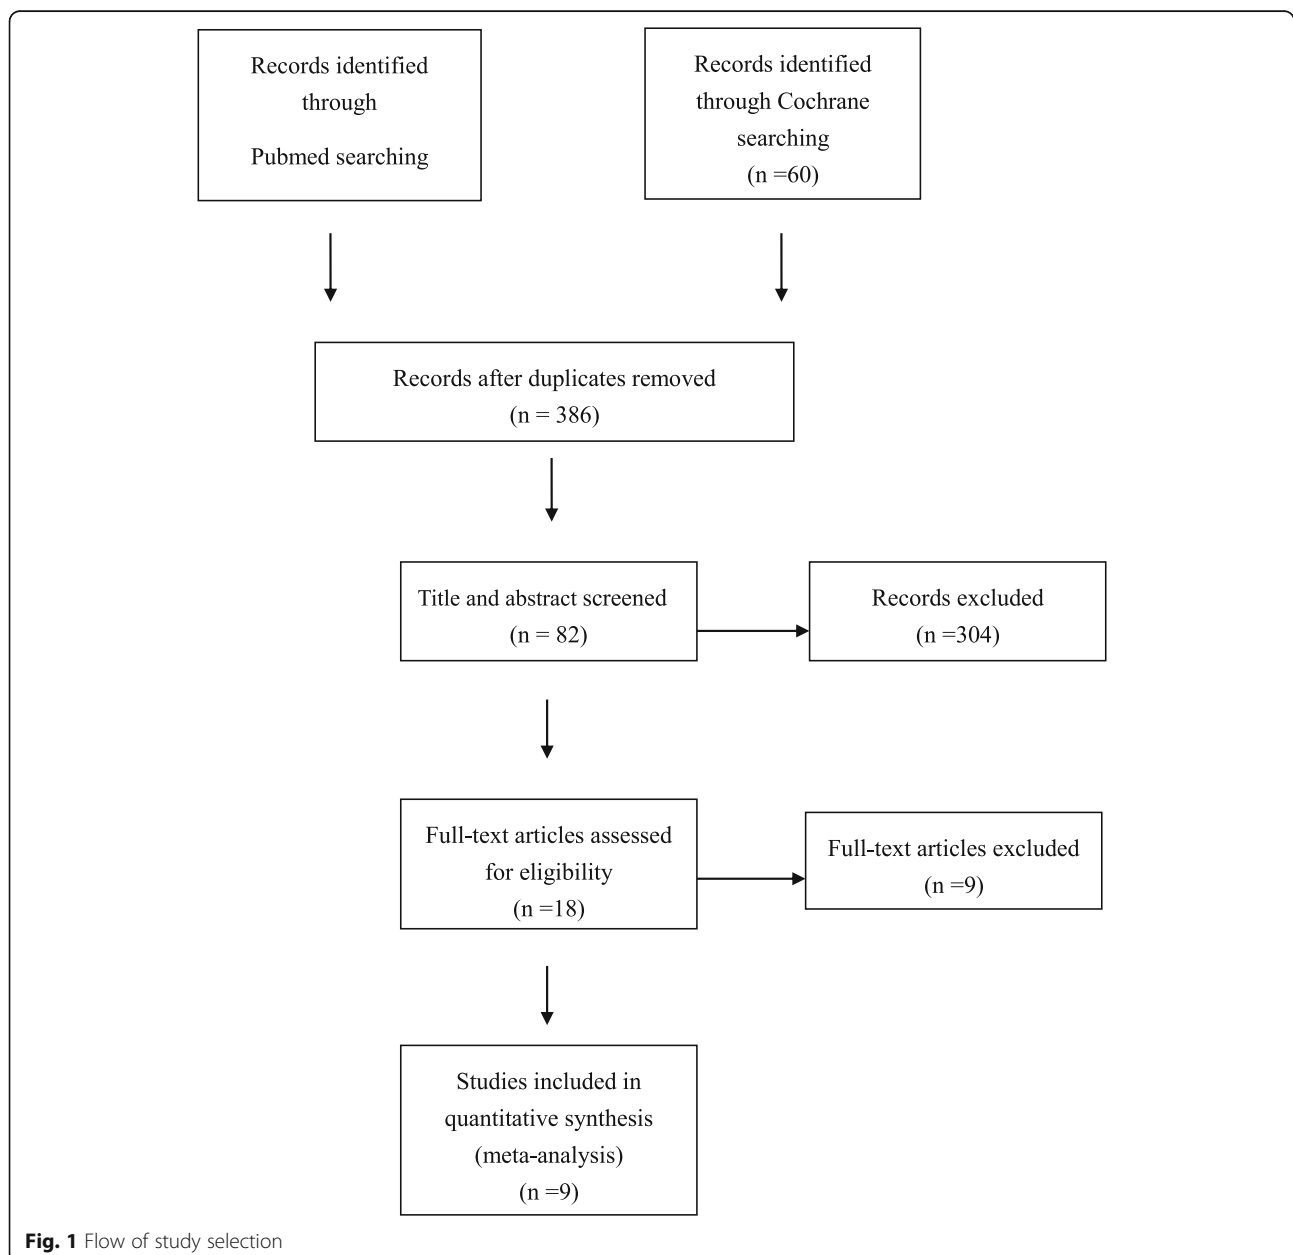 Records identified
through
Pubmed searching
Records identified
through Cochrane
searching
(n =60)
Records after duplicates removed
(n = 386)
Title and abstract screened
(n = 82)
Records excluded
(n =304)
Full-text articles assessed
for eligibility
(n =18)
Full-text articles excluded
(n =9)
Studies included in
quantitative synthesis
(meta-analysis)
(n =9)
Fig. 1 Flow of study selection